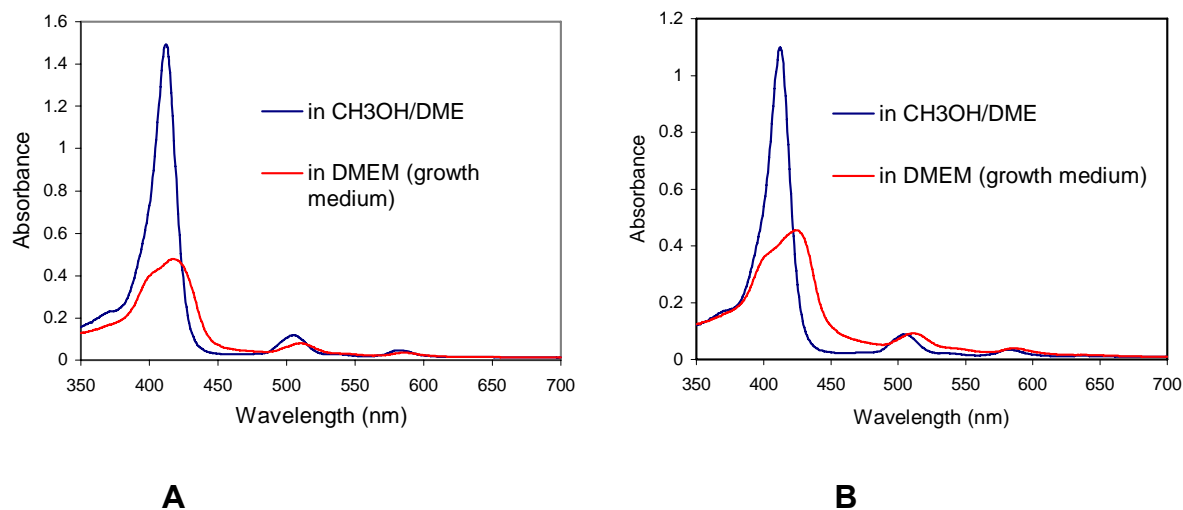 1.6
1.4
1.2
1
0.8
0.6
0.4
0.2
0
350 400 450 500 550 600 650 700
Absorbance
Wavelength (nm)
in CH3OH/DME
in DMEM (growth
medium)
A
1.2
1
0.8
0.6
0.4
0.2
0
350 400 450 500 550 600 650 700
Absorbance
Wavelength (nm)
in CH3OH/DME
in DMEM (growth medium)
B